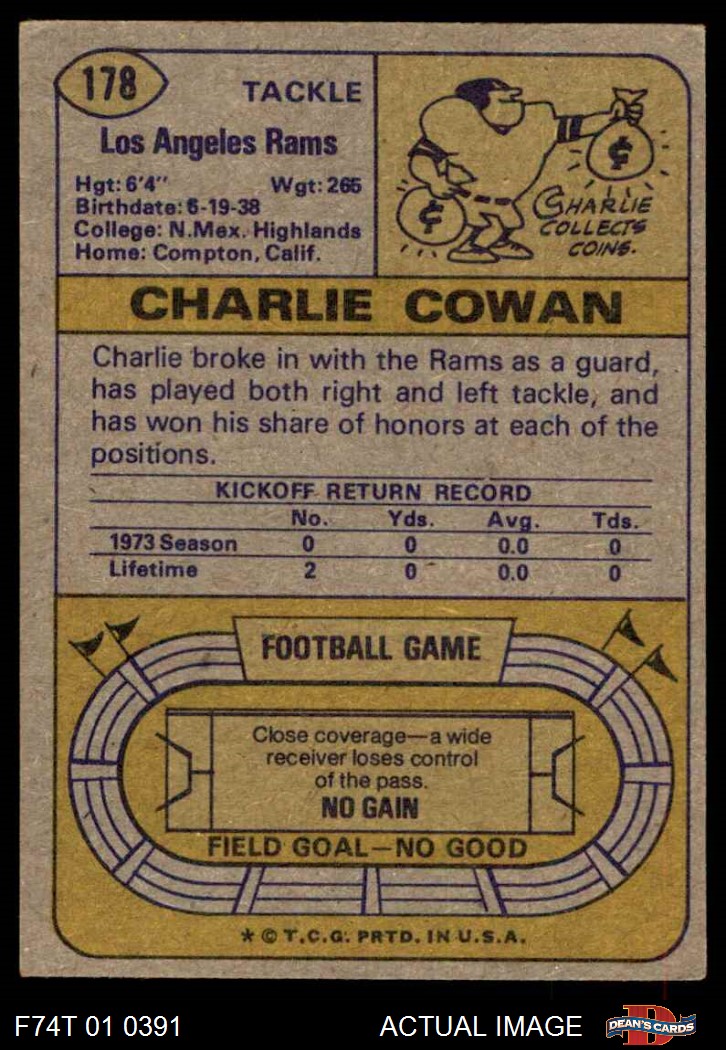 178
TACKLE
Los Angeles Rams
Hgt: 6'4" Wgt: 265
Birthdate: 6-19-38
College: N.Mex. Highlands
Home: Compton, Calif.
¢
¢
CHARLIE
COLLECTS
COINS.
CHARLIE COWAN
Charlie broke in with the Rams as a guard,
has played both right and left tackle, and
has won his share of honors at each of the
positions.
KICKOFF RETURN RECORD
No. Yds. Avg. Tds.
1973 Season 0 0 0.0 0
Lifetime 2 0 0.0 0
FOOTBALL GAME
Close coverage—a wide
receiver loses control
of the pass.
NO GAIN
FIELD GOAL—NO GOOD
* © T.C.G. PRTD. IN U.S.A.
F74T 01 0391 ACTUAL IMAGE
D
DEAN'S CARDS